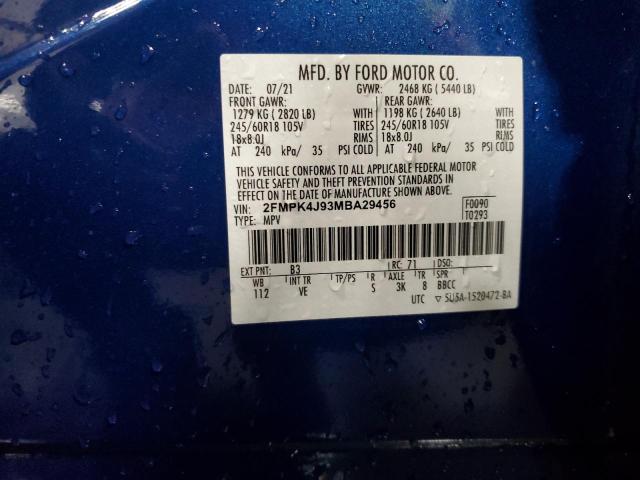 MFD. BY FORD MOTOR CO.
DATE: 07/21 GVWR: 2468 KG ( 5440 LB)
FRONT GAWR: REAR GAWR:
1279 KG ( 2820 LB) WITH 1198 KG ( 2640 LB) WITH
245/60R18 105V TIRES 245/60R18 105V TIRES
18x8.0J RIMS 18x8.0J RIMS
AT 240 kPa/ 35 PSI COLD AT 240 kPa/ 35 PSI COLD
THIS VEHICLE CONFORMS TO ALL APPLICABLE FEDERAL MOTOR
VEHICLE SAFETY AND THEFT PREVENTION STANDARDS IN
EFFECT ON THE DATE OF MANUFACTURE SHOWN ABOVE.
VIN: 2FMPK4J93MBA29456 F0090
TYPE: MPV T0293
EXT PNT: B3 RC: 71 DSO:
WB INT TR TP/PS R AXLE TR SPR
112 VE S 3K 8 BBCC
UTC 5U5A-1520472-BA